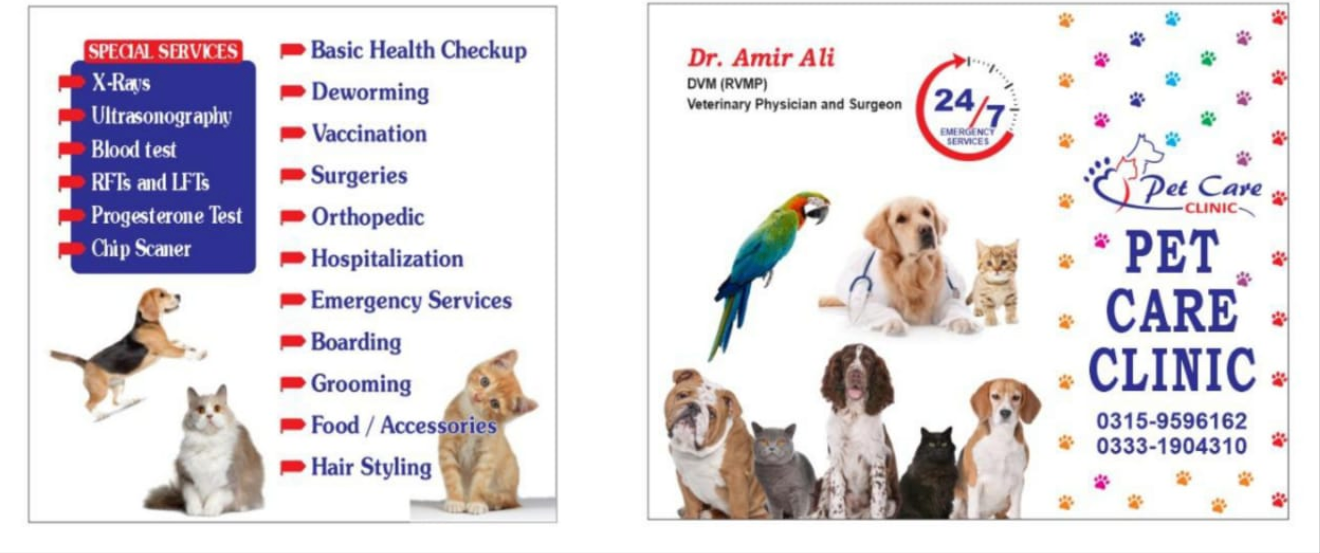 SPECIAL SERVICES
X-Rays
Ultrasonography
Blood test
RFTs and LFTs
Progesterone Test
Chip Scaner
Basic Health Checkup
Deworming
Vaccination
Surgeries
Orthopedic
Hospitalization
Emergency Services
Boarding
Grooming
Food / Accessories
Hair Styling
Dr. Amir Ali
DVM (RVMP)
Veterinary Physician and Surgeon
24/7
EMERGENCY
SERVICES
Pet Care
CLINIC
PET
CARE
CLINIC
0315-9596162
0333-1904310